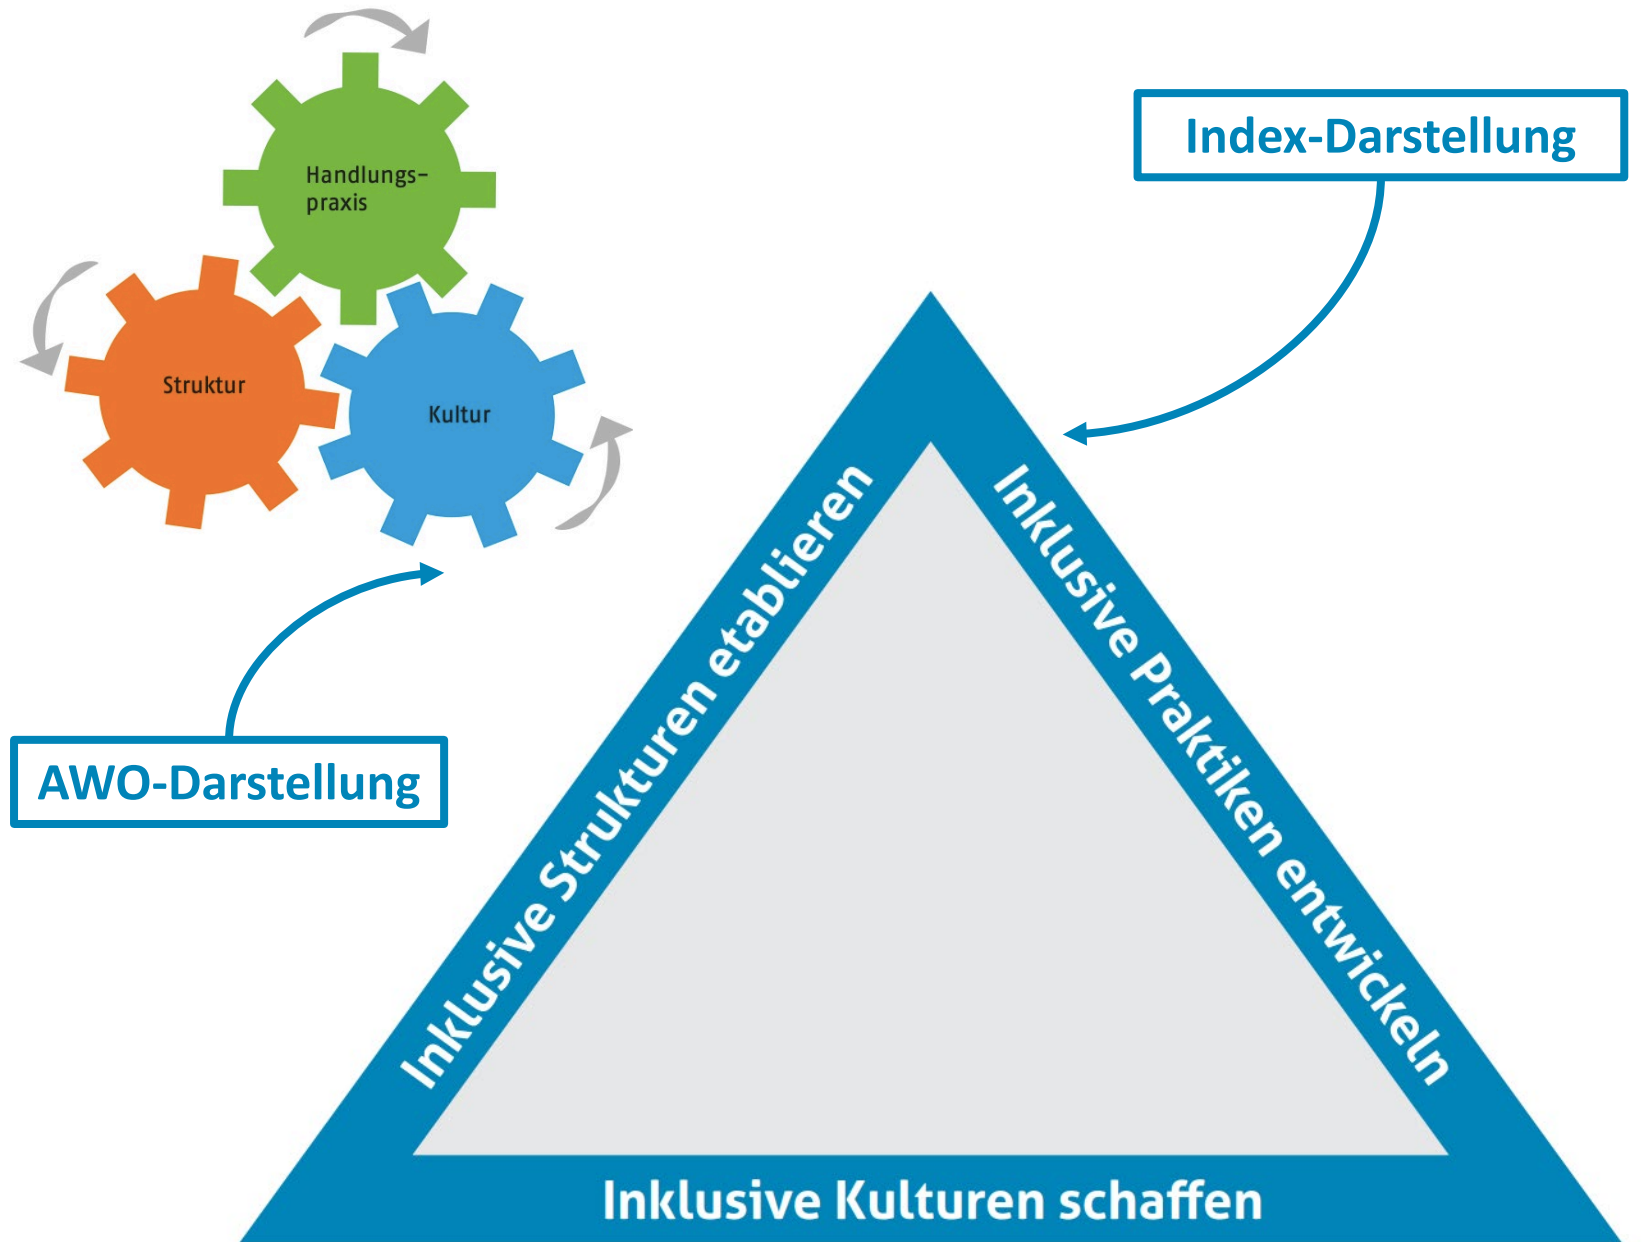 Handlungs-
praxis
Struktur
Kultur
AWO-Darstellung
Index-Darstellung
Inklusive Strukturen etablieren
Inklusive Praktiken entwickeln
Inklusive Kulturen schaffen